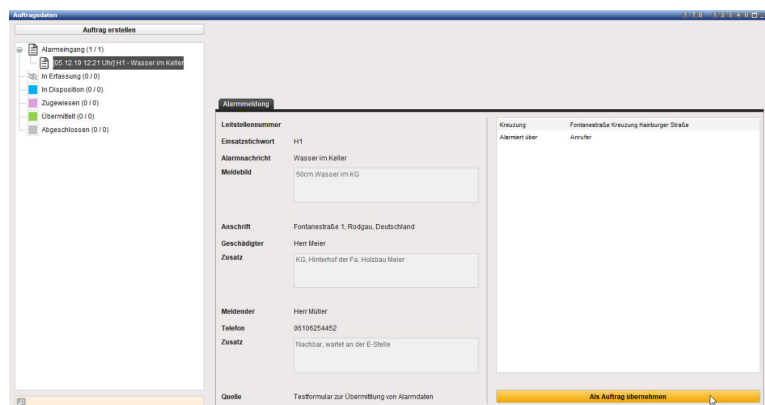 Auftragsdaten
Auftrag erstellen
Alarmeingang (1 / 1)
[05.12.19 12:21 Uhr] H1 - Wasser im Keller
In Erfassung (0 / 0)
In Disposition (0 / 0)
Zugewiesen (0 / 0)
Übermittelt (0 / 0)
Abgeschlossen (0 / 0)
Alarmmeldung
Leitstellennummer
Einsatzstichwort H1
Alarmnachricht Wasser im Keller
Meldebild 50cm Wasser im KG
Anschrift Fontanestraße 1, Rodgau, Deutschland
Geschädigter Herr Meier
Zusatz KG, Hinterhof der Fa. Holzbau Meier
Meldender Herr Müller
Telefon 06106254452
Zusatz Nachbar, wartet an der E-Stelle
Quelle Testformular zur Übermittlung von Alarmdaten
Kreuzung Fontanestraße Kreuzung Hainburger Straße
Alarmiert über Anrufer
Als Auftrag übernehmen